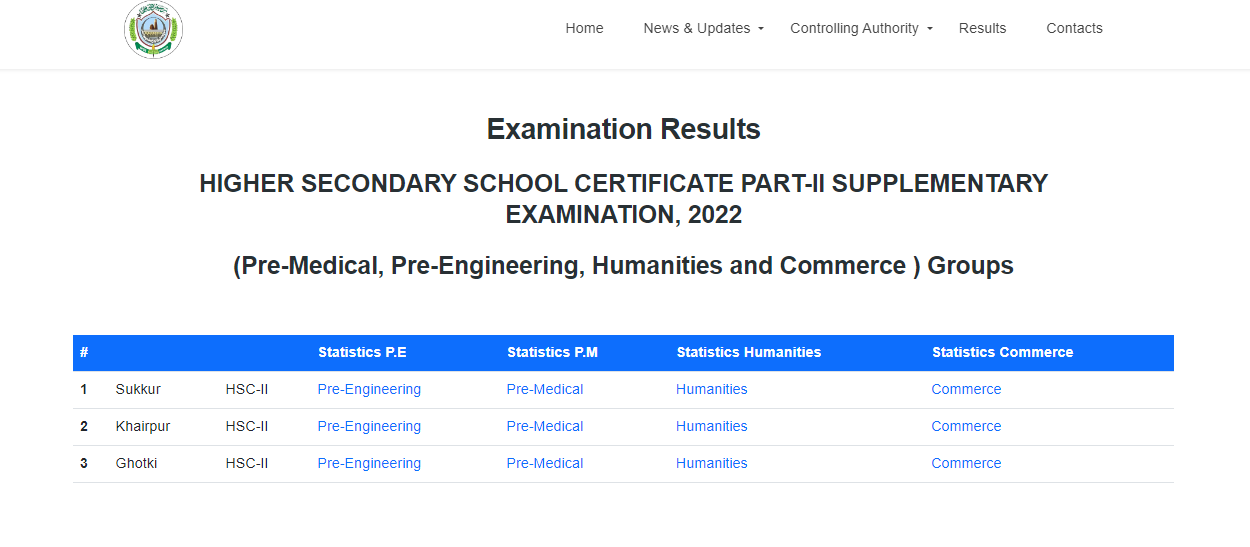 Home News & Updates Controlling Authority Results Contacts
Examination Results
HIGHER SECONDARY SCHOOL CERTIFICATE PART-II SUPPLEMENTARY
EXAMINATION, 2022
(Pre-Medical, Pre-Engineering, Humanities and Commerce ) Groups
# Statistics P.E Statistics P.M Statistics Humanities Statistics Commerce
1 Sukkur HSC-II Pre-Engineering Pre-Medical Humanities Commerce
2 Khairpur HSC-II Pre-Engineering Pre-Medical Humanities Commerce
3 Ghotki HSC-II Pre-Engineering Pre-Medical Humanities Commerce